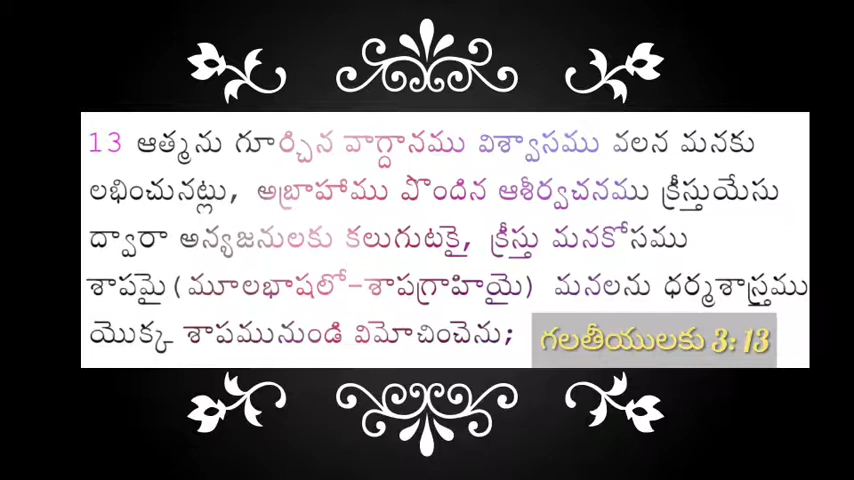 13 ఆత్మను గూర్చిన వాగ్దానము విశ్వాసము వలన మనకు
లభించునట్లు, అబ్రాహాము పొందిన ఆశీర్వచనము క్రీస్తుయేసు
ద్వారా అన్యజనులకు కలుగుటకై, క్రీస్తు మనకోసము
శాపమై(మూలభాషలో-శాపగ్రాహియై) మనలను ధర్మశాస్త్రము
యొక్క శాపమునుండి విమోచించెను;
గలతీయులకు 3:13